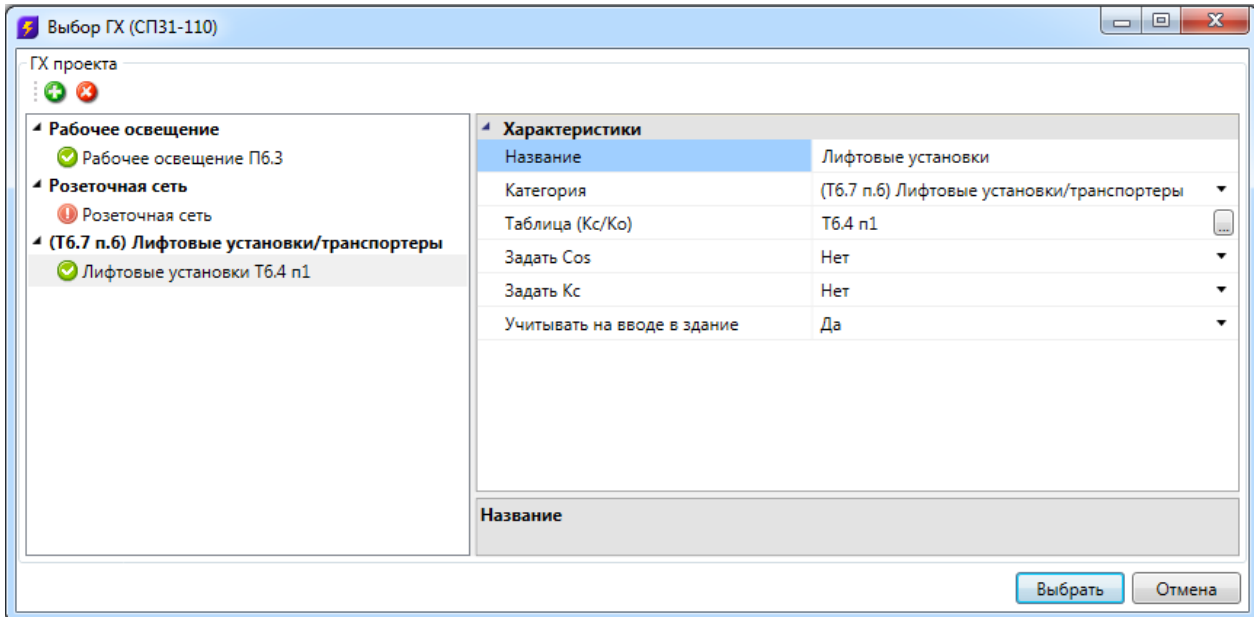 Выбор ГХ (СП31-110)
ГХ проекта
Рабочее освещение
Рабочее освещение П6.3
Розеточная сеть
Розеточная сеть
(Т6.7 п.6) Лифтовые установки/транспортеры
Лифтовые установки Т6.4 п1
Характеристики
Название Лифтовые установки
Категория (Т6.7 п.6) Лифтовые установки/транспортеры
Таблица (Кс/Ко) Т6.4 п1 ...
Задать Cos Нет
Задать Кс Нет
Учитывать на вводе в здание Да
Название
Выбрать Отмена